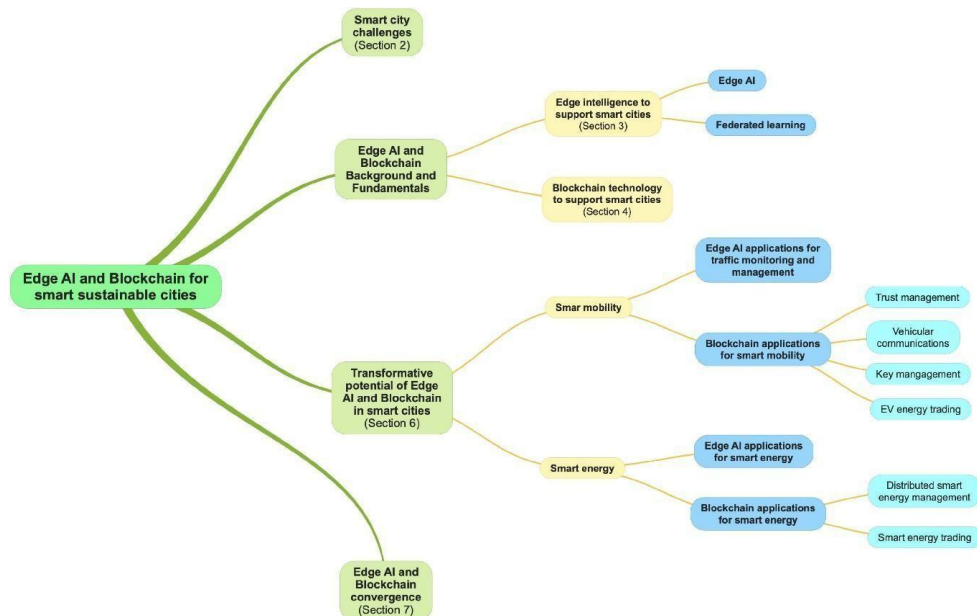 Smart city
challenges
(Section 2)
Edge AI
Edge intelligence to
support smart cities
(Section 3)
Federated learning
Edge AI and
Blockchain
Background and
Fundamentals
Blockchain technology
to support smart cities
(Section 4)
Edge AI and Blockchain for
smart sustainable cities
Edge AI applications for
traffic monitoring and
management
Smar mobility
Trust management
Vehicular
communications
Blockchain applications
for smart mobility
Key mangagement
EV energy trading
Transformative
potential of Edge
AI and Blockchain
in smart cities
(Section 6)
Edge AI applications
for smart energy
Smart energy
Distributed smart
energy management
Blockchain applications
for smart energy
Smart energy trading
Edge AI and
Blockchain
convergence
(Section 7)